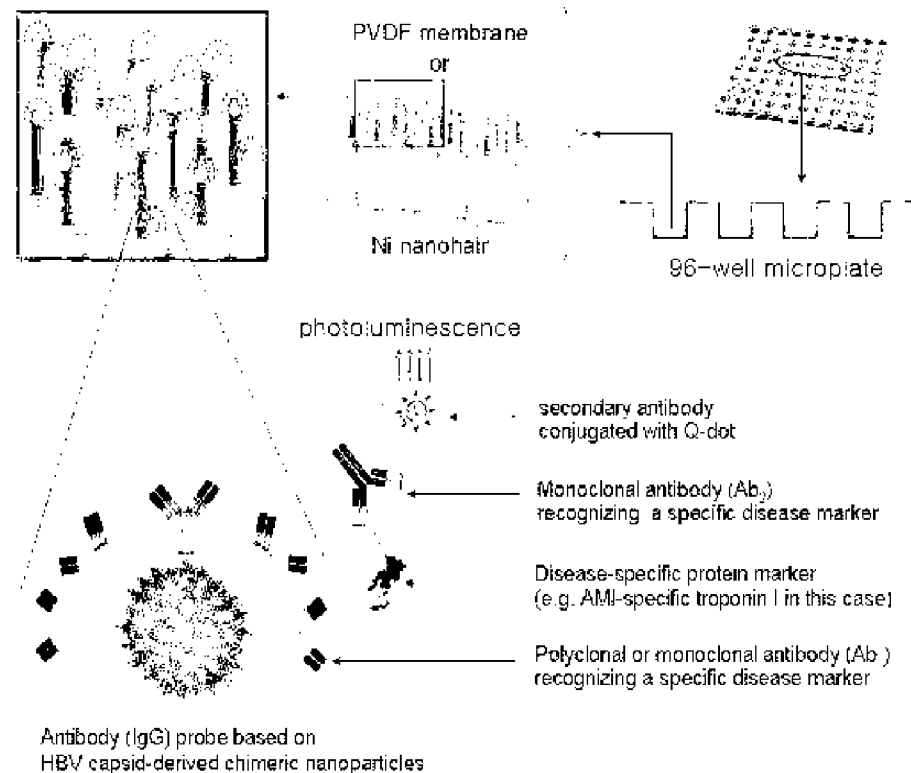 PVDF membrane
or
Ni nanohair
96-well microplate
photoluminescence
secondary antibody
conjugated with Q-dot
Monoclonal antibody (Ab₂)
recognizing a specific disease marker
Disease-specific protein marker
(e.g. AMI-specific troponin I in this case)
Polyclonal or monoclonal antibody (Ab )
recognizing a specific disease marker
Antibody (IgG) probe based on
HBV capsid-derived chimeric nanoparticles